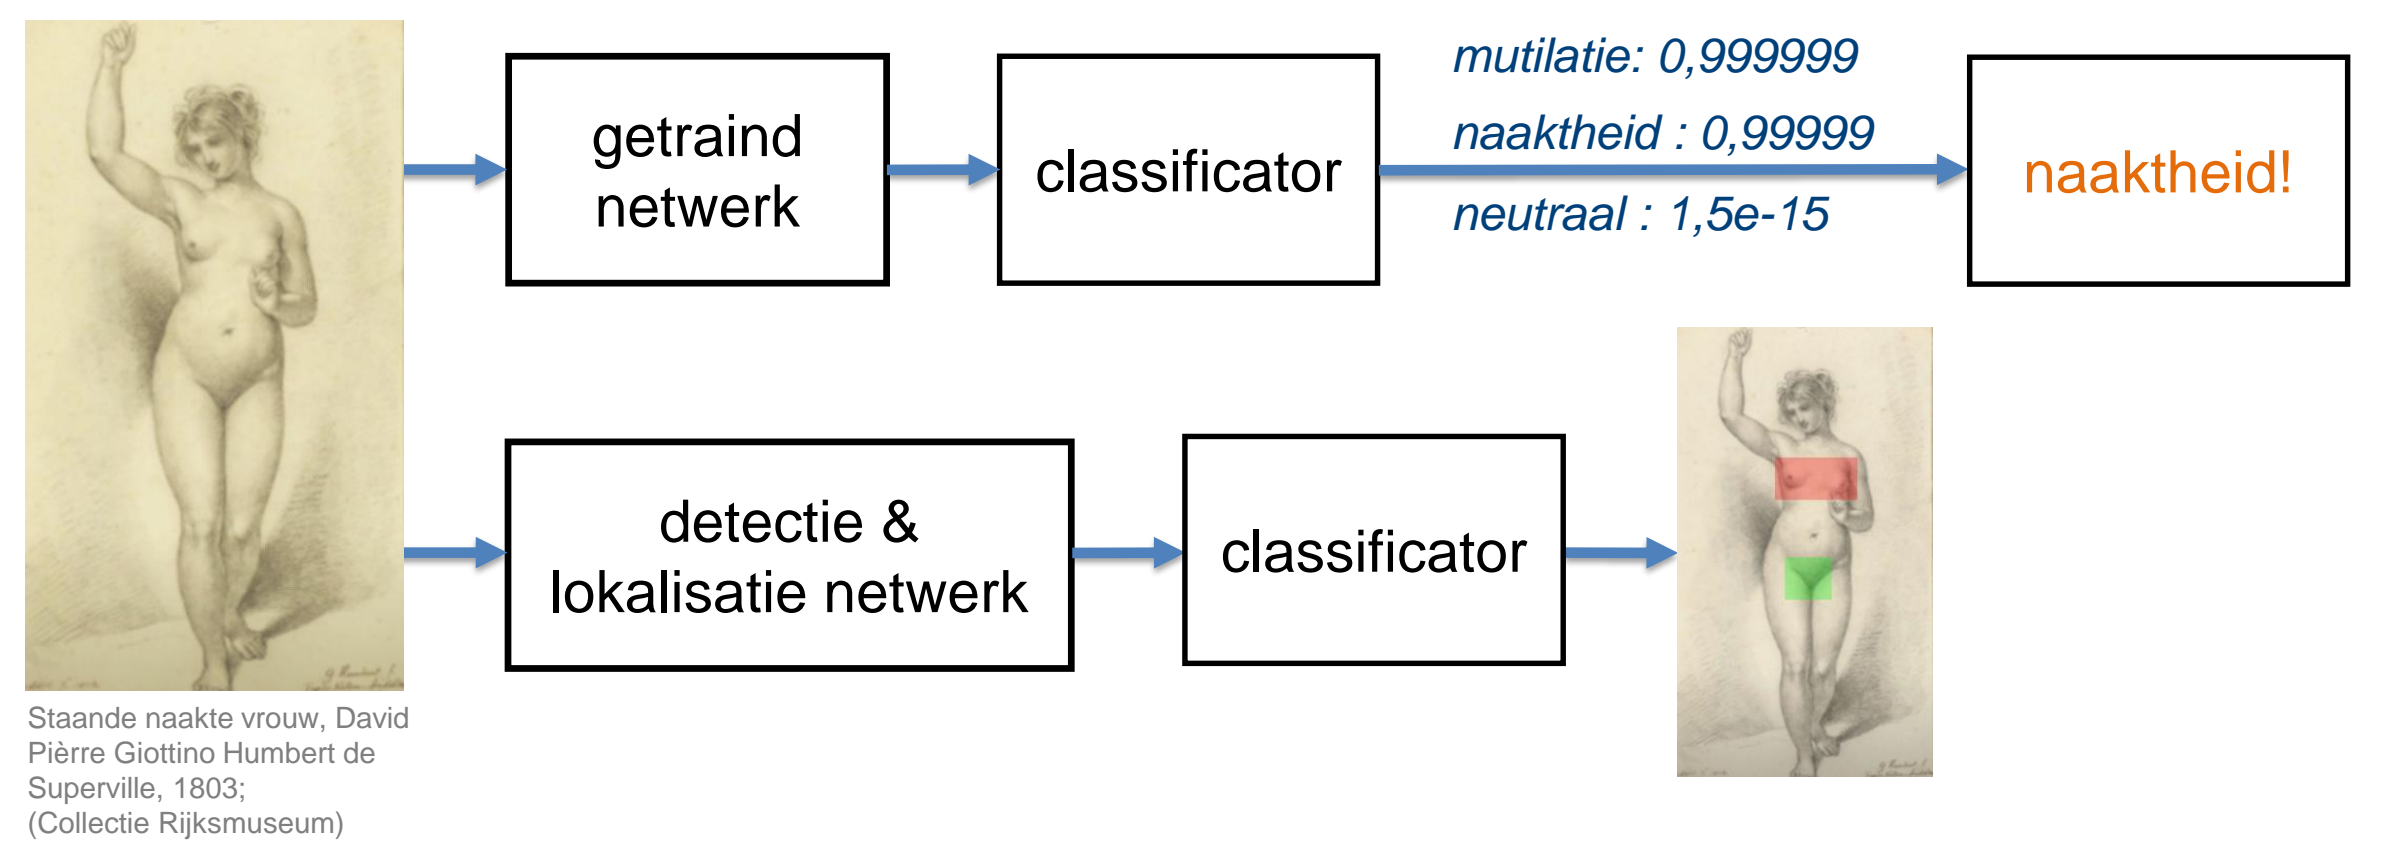 getraind
netwerk
classificator
mutilatie: 0,999999
naaktheid : 0,99999
neutraal : 1,5e-15
naaktheid!
detectie &
lokalisatie netwerk
classificator
Staande naakte vrouw, David
Pièrre Giottino Humbert de
Superville, 1803;
(Collectie Rijksmuseum)